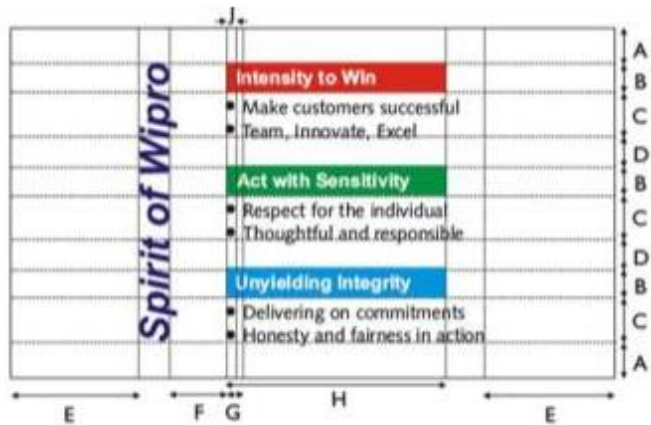 J
Spirit of Wipro
Intensity to Win
Make customers successful
Team, Innovate, Excel
Act with Sensitivity
Respect for the individual
Thoughtful and responsible
Unyielding Integrity
Delivering on commitments
Honesty and fairness in action
A
B
C
D
B
C
D
B
C
A
E
F
G
H
E